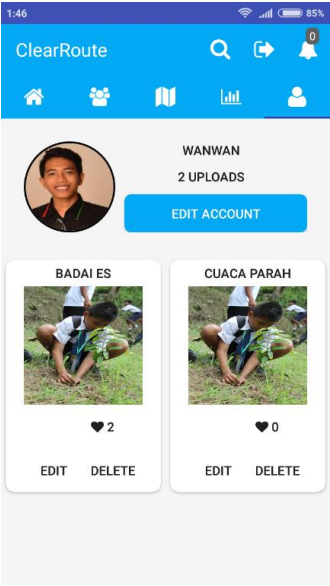 1:46
85%
ClearRoute
0
WANWAN
2 UPLOADS
EDIT ACCOUNT
BADAI ES
CUACA PARAH
2
0
EDIT DELETE
EDIT DELETE